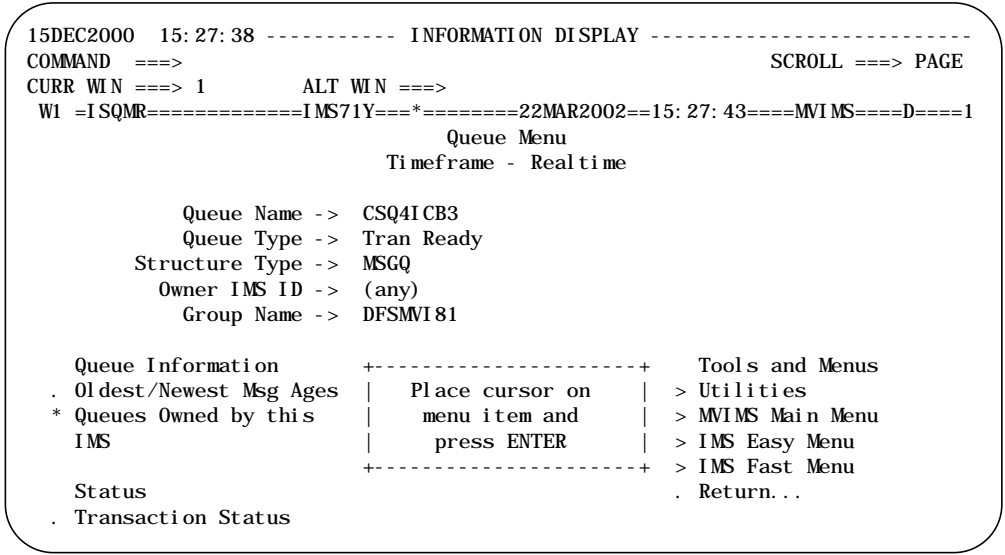 15DEC2000  15:27:38 ----------- INFORMATION DISPLAY ---------------------------
COMMAND  ===>                                                 SCROLL ===> PAGE
CURR WIN ===> 1        ALT WIN ===>
 W1 =ISQMR=============IMS71Y===*========22MAR2002==15:27:43====MVIMS====D====1
                                   Queue Menu
                              Timeframe - Realtime

             Queue Name -> CSQ4ICB3
             Queue Type -> Tran Ready
         Structure Type -> MSGQ
           Owner IMS ID -> (any)
             Group Name -> DFSMVI81

    Queue Information       +----------------------+    Tools and Menus
  . Oldest/Newest Msg Ages  |   Place cursor on    |  > Utilities
  * Queues Owned by this    |    menu item and     |  > MVIMS Main Menu
    IMS                     |     press ENTER      |  > IMS Easy Menu
                            +----------------------+  > IMS Fast Menu
    Status                                            . Return...
  . Transaction Status